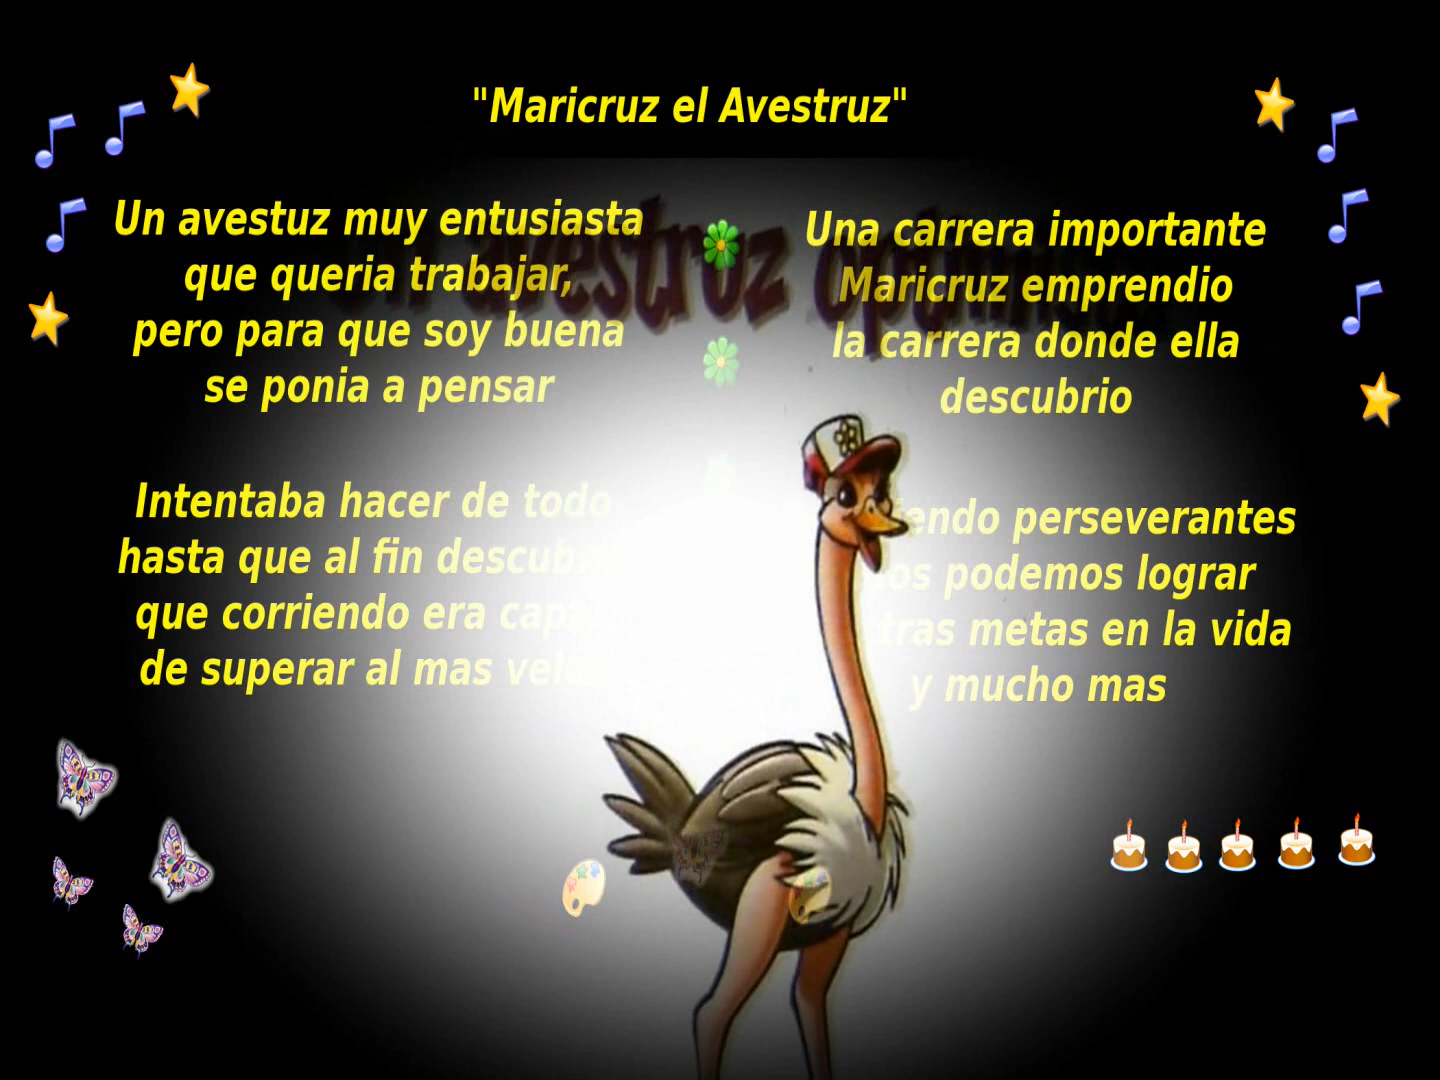 "Maricruz el Avestruz"
Un avestuz muy entusiasta
que queria trabajar,
pero para que soy buena
se ponia a pensar
Intentaba hacer de todo
hasta que al fin
que corriendo era
de superar al mas
Una carrera importante
Maricruz emprendio
la carrera donde ella
descubrio
perseverantes
podemos lograr
metas en la vida
y mucho mas
avestruz